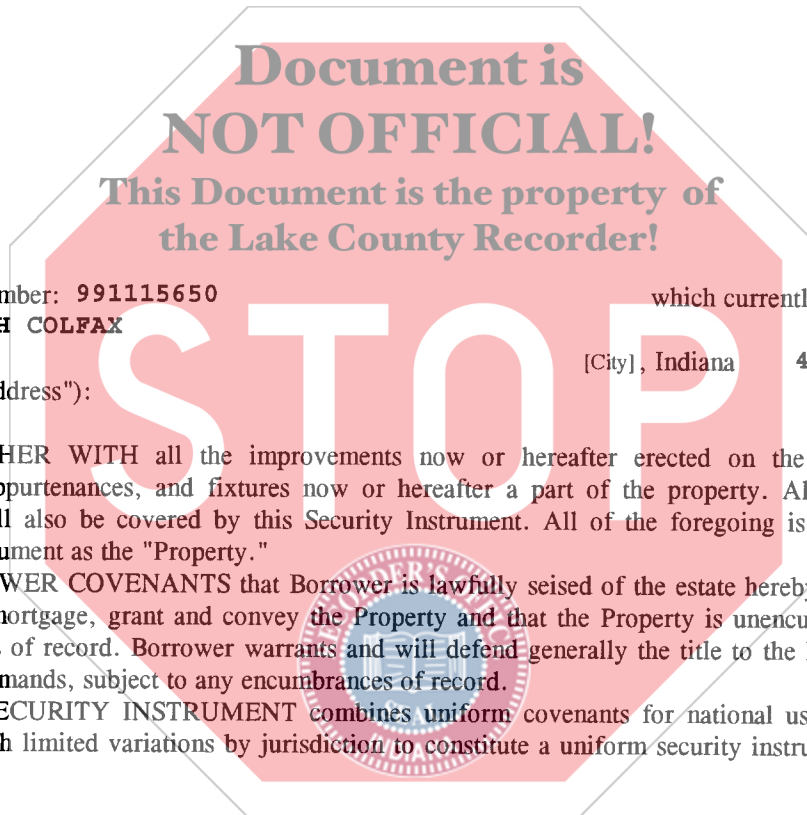 Document is
NOT OFFICIAL!
This Document is the property of
the Lake County Recorder!
mber: 991115650 which currentl
H COLFAX
[City], Indiana 4
ddress"):
STOP
HER WITH all the improvements now or hereafter erected on the
ppurtenances, and fixtures now or hereafter a part of the property. Al
ll also be covered by this Security Instrument. All of the foregoing is
ument as the "Property."
WER COVENANTS that Borrower is lawfully seised of the estate hereby
nortgage, grant and convey the Property and that the Property is unencu
of record. Borrower warrants and will defend generally the title to the
mands, subject to any encumbrances of record.
ECURITY INSTRUMENT combines uniform covenants for national us
h limited variations by jurisdiction to constitute a uniform security instru
SEAL
INDIANA